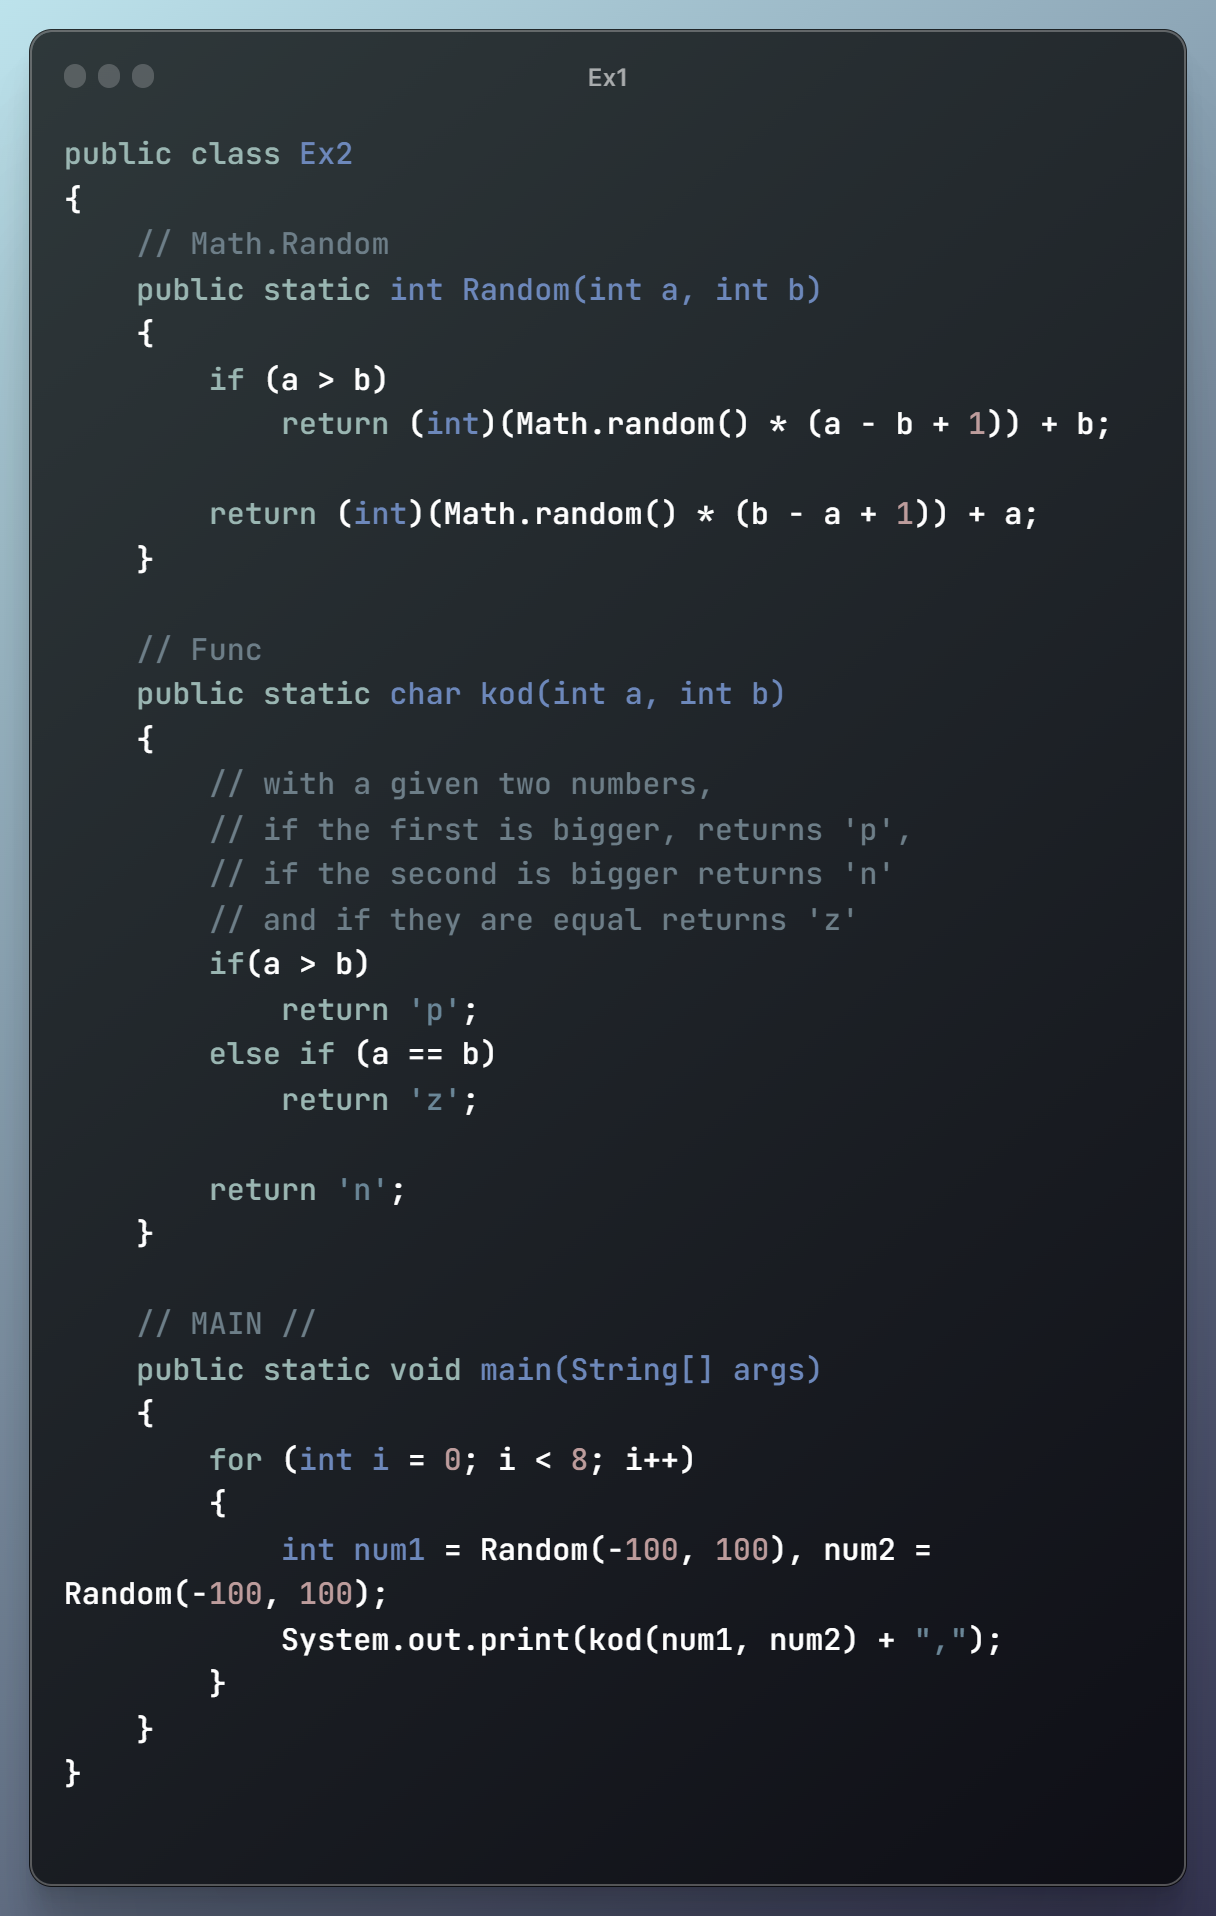 Ex1
public class Ex2
{
    // Math.Random
    public static int Random(int a, int b)
    {
        if (a > b)
            return (int)(Math.random() * (a - b + 1)) + b;

        return (int)(Math.random() * (b - a + 1)) + a;
    }

    // Func
    public static char kod(int a, int b)
    {
        // with a given two numbers,
        // if the first is bigger, returns 'p',
        // if the second is bigger returns 'n'
        // and if they are equal returns 'z'
        if(a > b)
            return 'p';
        else if (a == b)
            return 'z';

        return 'n';
    }

    // MAIN //
    public static void main(String[] args)
    {
        for (int i = 0; i < 8; i++)
        {
            int num1 = Random(-100, 100), num2 =
Random(-100, 100);
            System.out.print(kod(num1, num2) + ",");
        }
    }
}